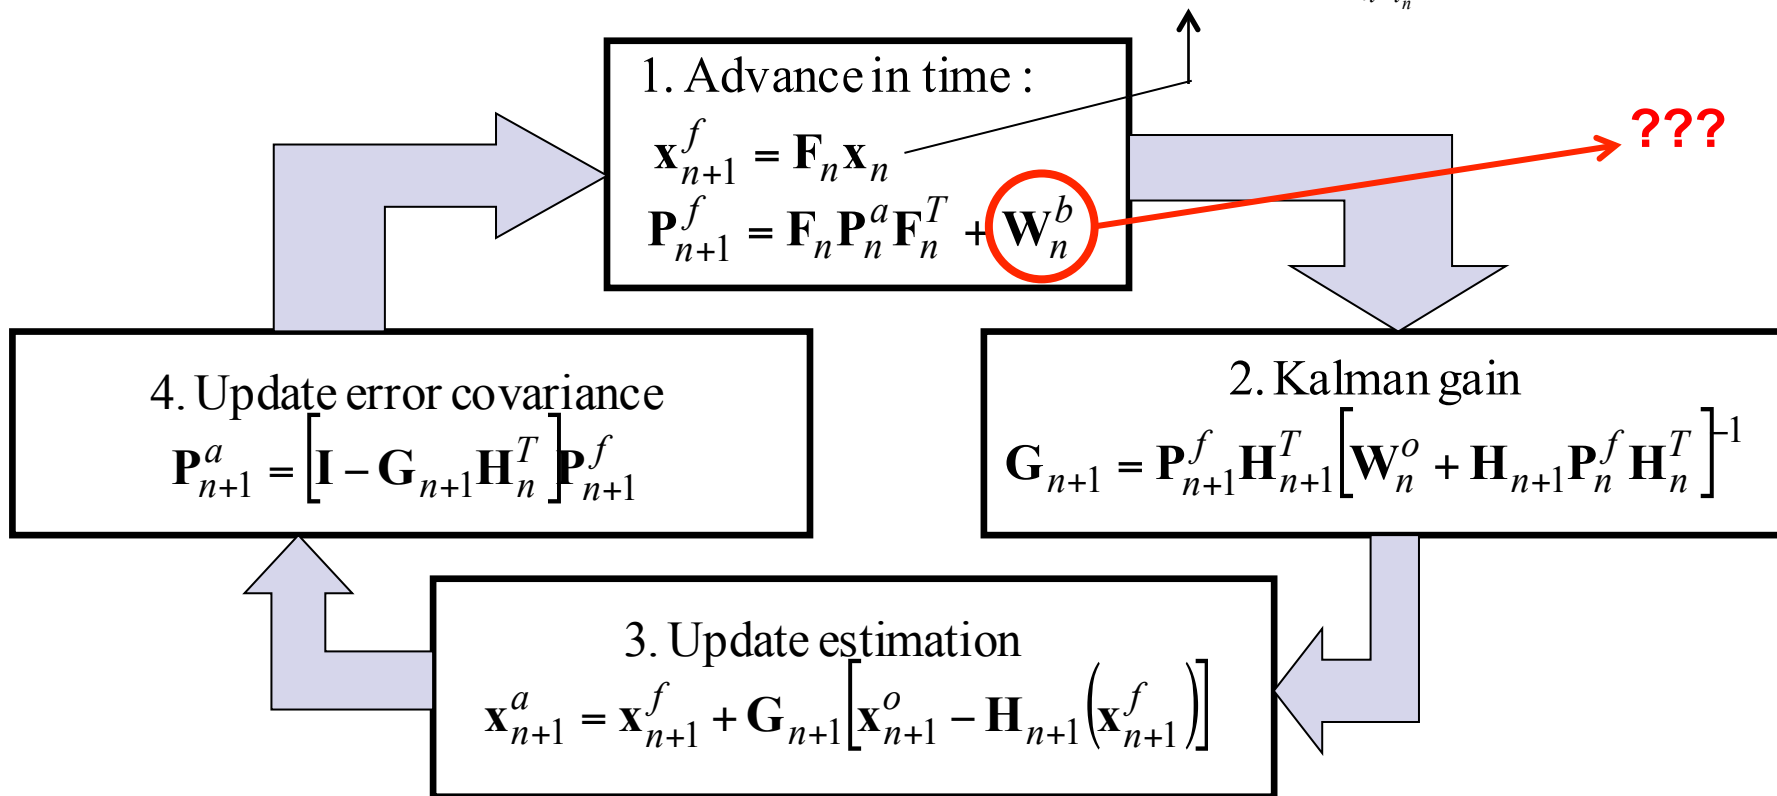 1. Advance in time :
x^f_{n+1} = F_n x_n
P^f_{n+1} = F_n P^a_n F^T_n + W^b_n
???
2. Kalman gain
G_{n+1} = P^f_{n+1} H^T_{n+1} [W^o_n + H_{n+1} P^f_n H^T_n]^{-1}
3. Update estimation
x^a_{n+1} = x^f_{n+1} + G_{n+1} [x^o_{n+1} − H_{n+1} (x^f_{n+1})]
4. Update error covariance
P^a_{n+1} = [I − G_{n+1} H^T_n] P^f_{n+1}